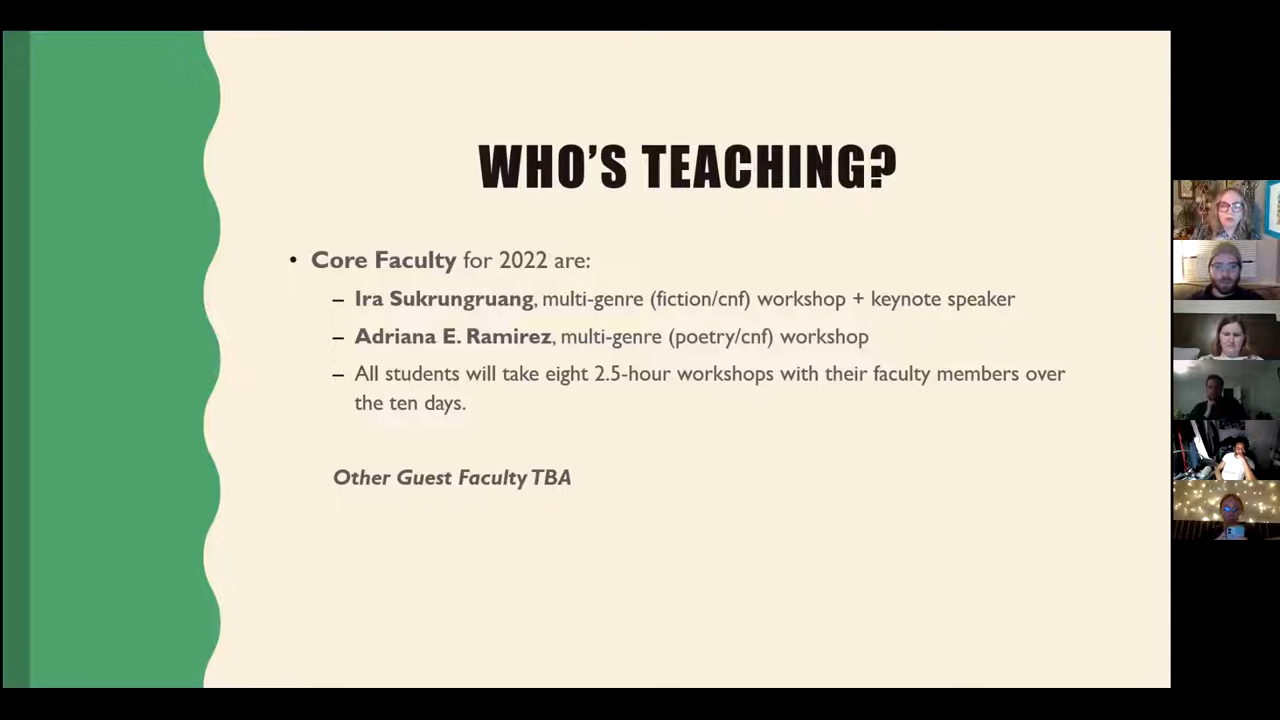 WHO’S TEACHING?
• Core Faculty for 2022 are:
– Ira Sukrungruang, multi-genre (fiction/cnf) workshop + keynote speaker
– Adriana E. Ramirez, multi-genre (poetry/cnf) workshop
– All students will take eight 2.5-hour workshops with their faculty members over
the ten days.
Other Guest Faculty TBA